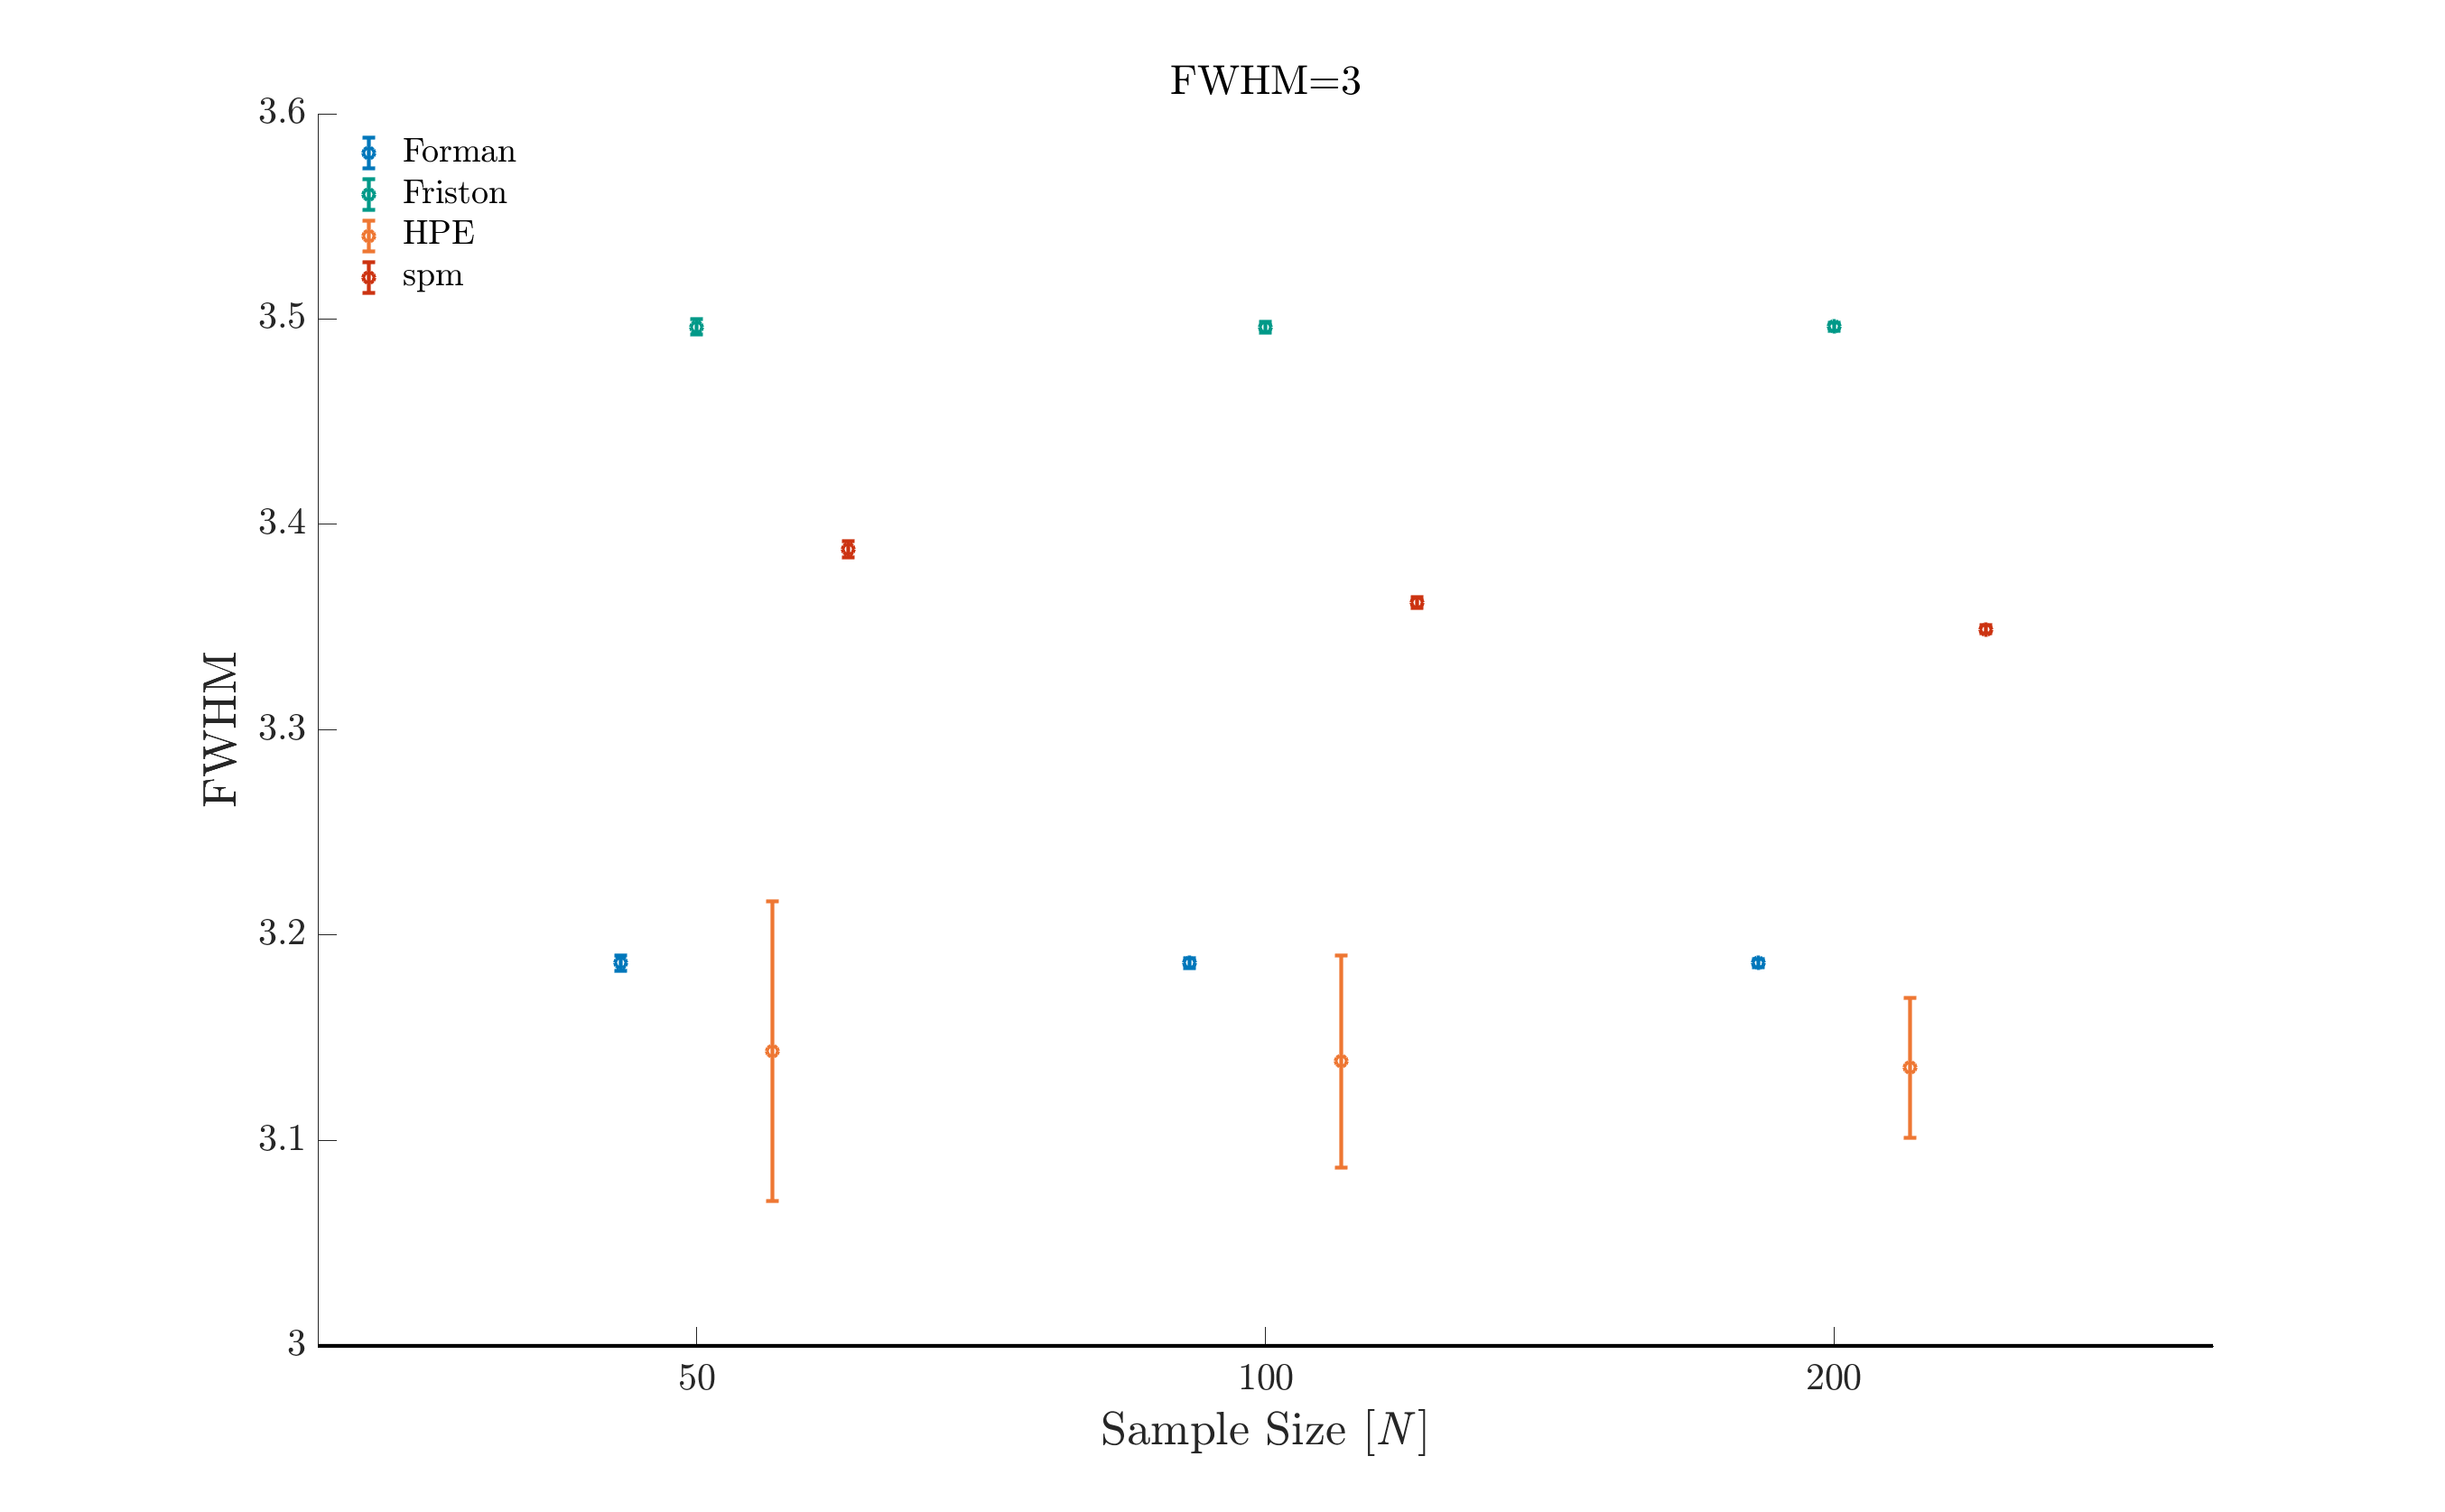 FWHM=3
3.6
3.5
3.4
3.3
3.2
3.1
3
Forman
Friston
HPE
spm
FWHM
50 100 200
Sample Size [N]